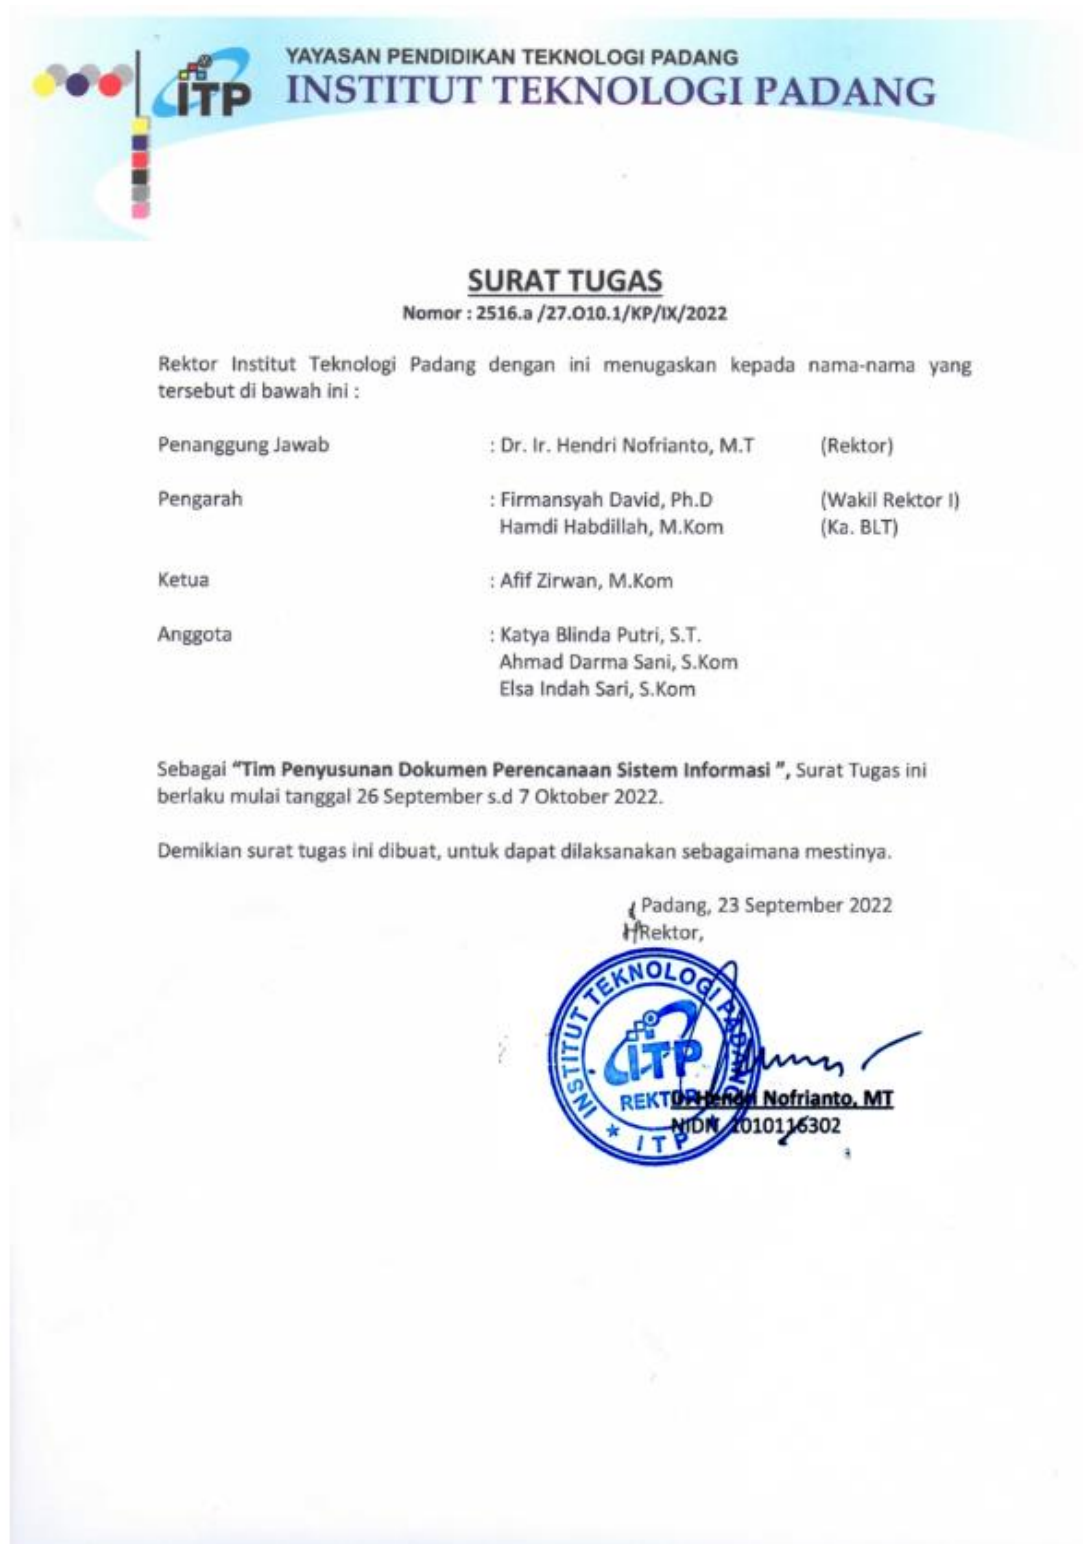 YAYASAN PENDIDIKAN TEKNOLOGI PADANG
ITP INSTITUT TEKNOLOGI PADANG
SURAT TUGAS
Nomor : 2516.a /27.O10.1/KP/IX/2022
Rektor Institut Teknologi Padang dengan ini menugaskan kepada nama-nama yang
tersebut di bawah ini :
Penanggung Jawab : Dr. Ir. Hendri Nofrianto, M.T (Rektor)
Pengarah : Firmansyah David, Ph.D (Wakil Rektor I)
Hamdi Habdillah, M.Kom (Ka. BLT)
Ketua : Afif Zirwan, M.Kom
Anggota : Katya Blinda Putri, S.T.
Ahmad Darma Sani, S.Kom
Elsa Indah Sari, S.Kom
Sebagai “Tim Penyusunan Dokumen Perencanaan Sistem Informasi ”, Surat Tugas ini
berlaku mulai tanggal 26 September s.d 7 Oktober 2022.
Demikian surat tugas ini dibuat, untuk dapat dilaksanakan sebagaimana mestinya.
Padang, 23 September 2022
Rektor,
INSTITUT TEKNOLOGI PADANG
ITP
REKTOR
* ITP *
Hendri Nofrianto, MT
NIDN. 1010116302